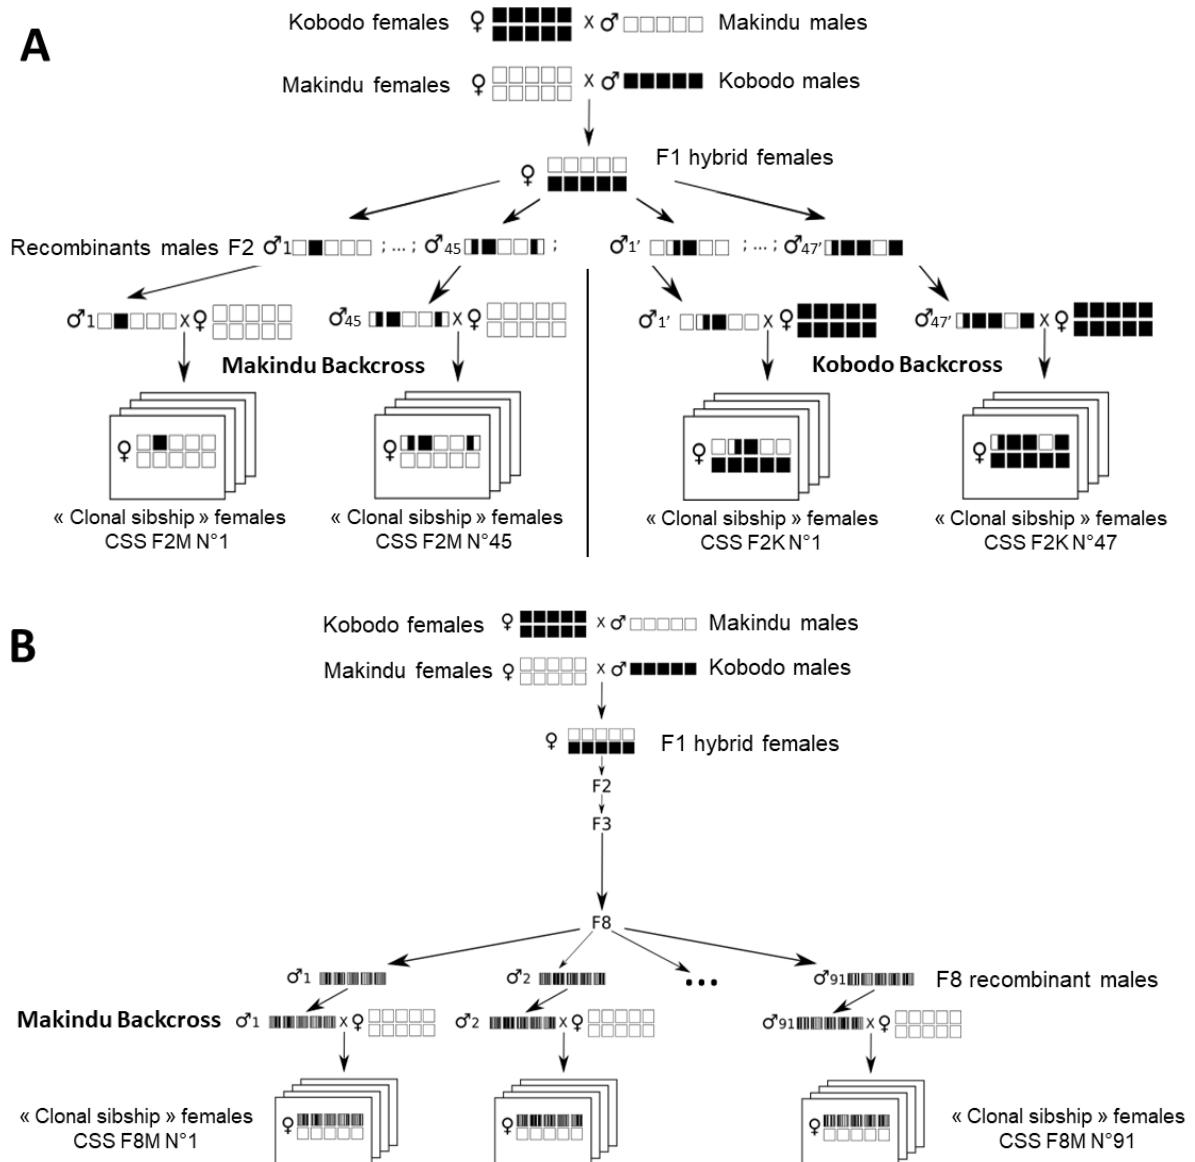 A
Kobodo females ♀ x ♂ Makindu males
Makindu females ♀ x ♂ Kobodo males
♀ F1 hybrid females
Recombinants males F2 ♂1 ; ... ; ♂45 ; ♂1' ; ... ; ♂47'
♂1 x ♀ ♂45 x ♀ ♂1' x ♀ ♂47' x ♀
Makindu Backcross Kobodo Backcross
♀ ♀ ♀ ♀
« Clonal sibship » females « Clonal sibship » females « Clonal sibship » females « Clonal sibship » females
CSS F2M N°1 CSS F2M N°45 CSS F2K N°1 CSS F2K N°47
B
Kobodo females ♀ x ♂ Makindu males
Makindu females ♀ x ♂ Kobodo males
♀ F1 hybrid females
F2
F3
F8
♂1 ♂2 ... ♂91 F8 recombinant males
Makindu Backcross ♂1 x ♀ ♂2 x ♀ ♂91 x ♀
♀ ♀ ♀
« Clonal sibship » females « Clonal sibship » females
CSS F8M N°1 CSS F8M N°91